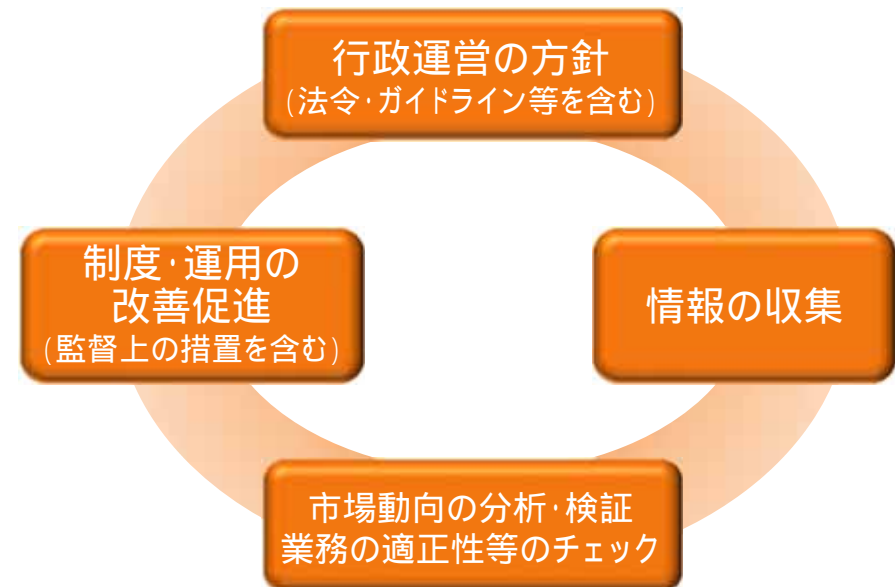 行政運営の方針
(法令・ガイドライン等を含む)
制度・運用の
改善促進
(監督上の措置を含む)
情報の収集
市場動向の分析・検証
業務の適正性等のチェック